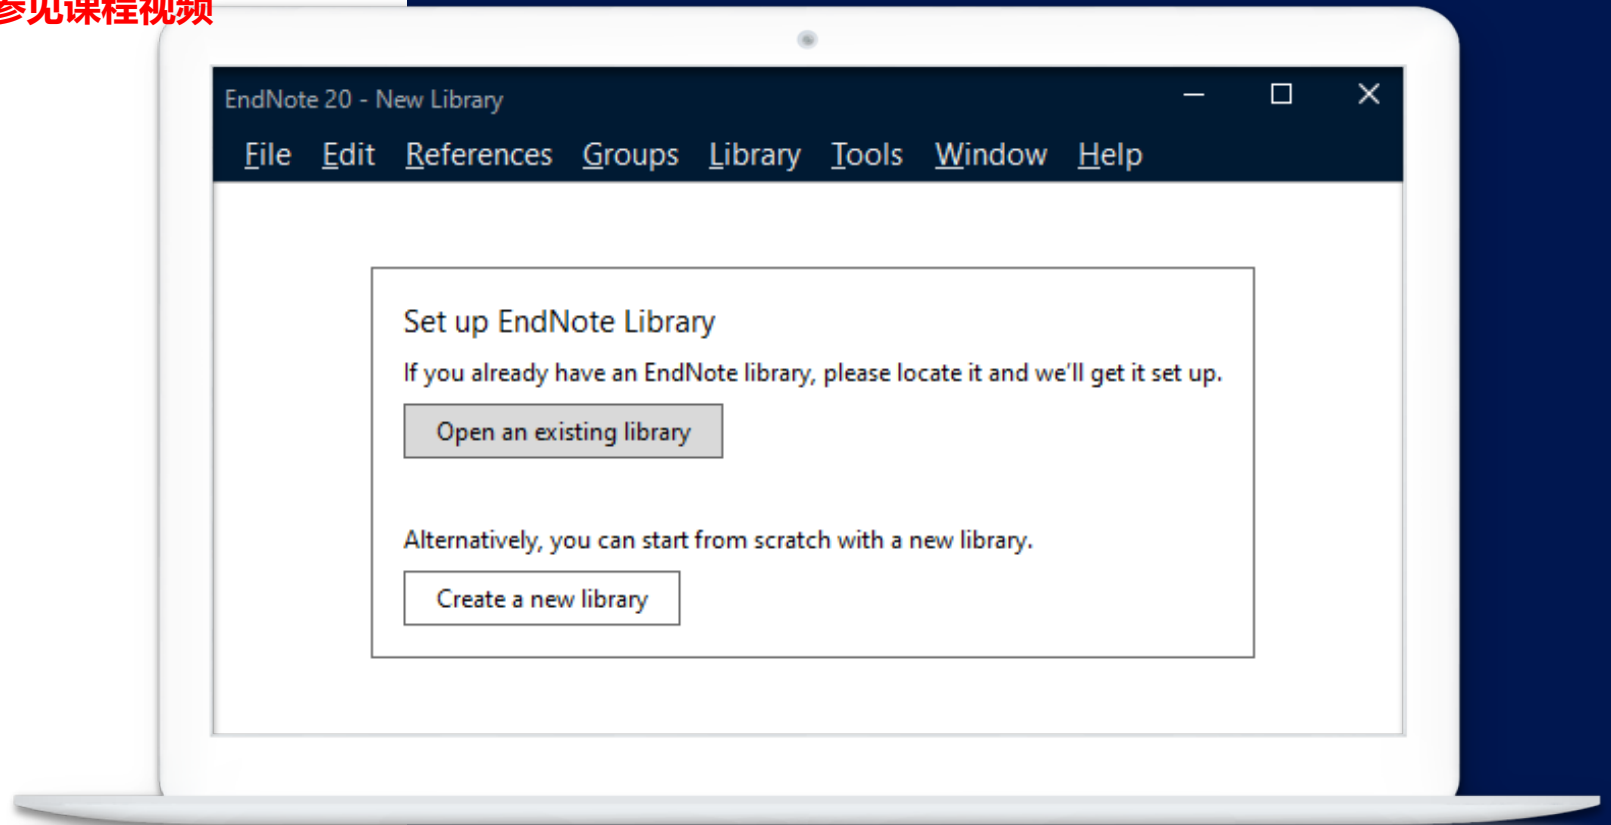 参见课程视频
EndNote 20 - New Library
File Edit References Groups Library Tools Window Help
Set up EndNote Library
If you already have an EndNote library, please locate it and we'll get it set up.
Open an existing library
Alternatively, you can start from scratch with a new library.
Create a new library